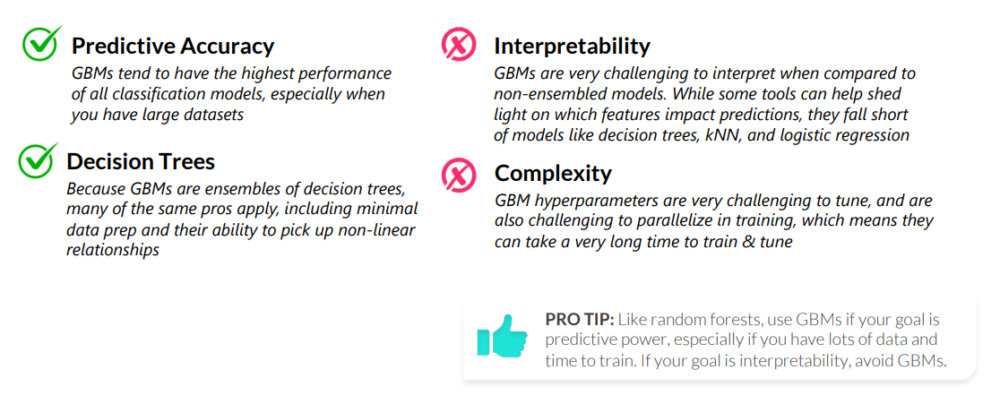 Predictive Accuracy
GBMs tend to have the highest performance
of all classification models, especially when
you have large datasets
Decision Trees
Because GBMs are ensembles of decision trees,
many of the same pros apply, including minimal
data prep and their ability to pick up non-linear
relationships
Interpretability
GBMs are very challenging to interpret when compared to
non-ensembled models. While some tools can help shed
light on which features impact predictions, they fall short
of models like decision trees, kNN, and logistic regression
Complexity
GBM hyperparameters are very challenging to tune, and are
also challenging to parallelize in training, which means they
can take a very long time to train & tune
PRO TIP: Like random forests, use GBMs if your goal is
predictive power, especially if you have lots of data and
time to train. If your goal is interpretability, avoid GBMs.